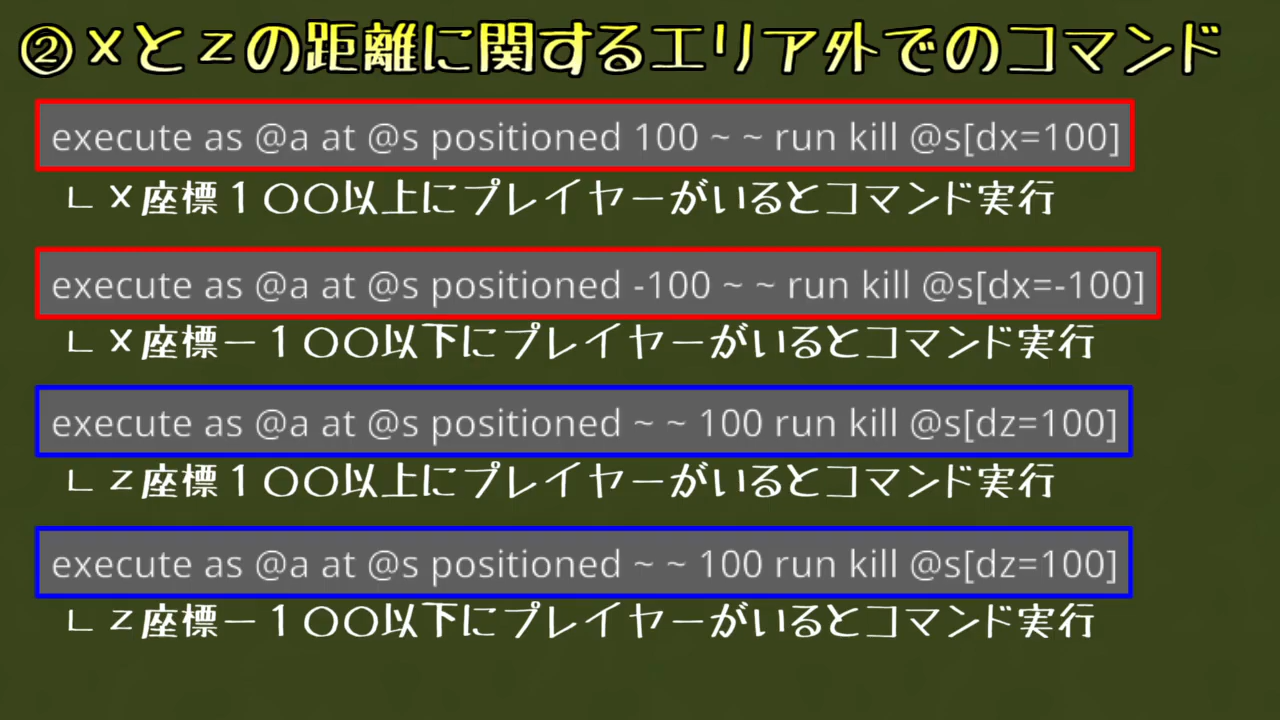 ②XとZの距離に関するエリア外でのコマンド
execute as @a at @s positioned 100 ~ ~ run kill @s[dx=100]
∟X座標１００以上にプレイヤーがいるとコマンド実行
execute as @a at @s positioned -100 ~ ~ run kill @s[dx=-100]
∟X座標－１００以下にプレイヤーがいるとコマンド実行
execute as @a at @s positioned ~ ~ 100 run kill @s[dz=100]
∟Z座標１００以上にプレイヤーがいるとコマンド実行
execute as @a at @s positioned ~ ~ 100 run kill @s[dz=100]
∟Z座標－１００以下にプレイヤーがいるとコマンド実行